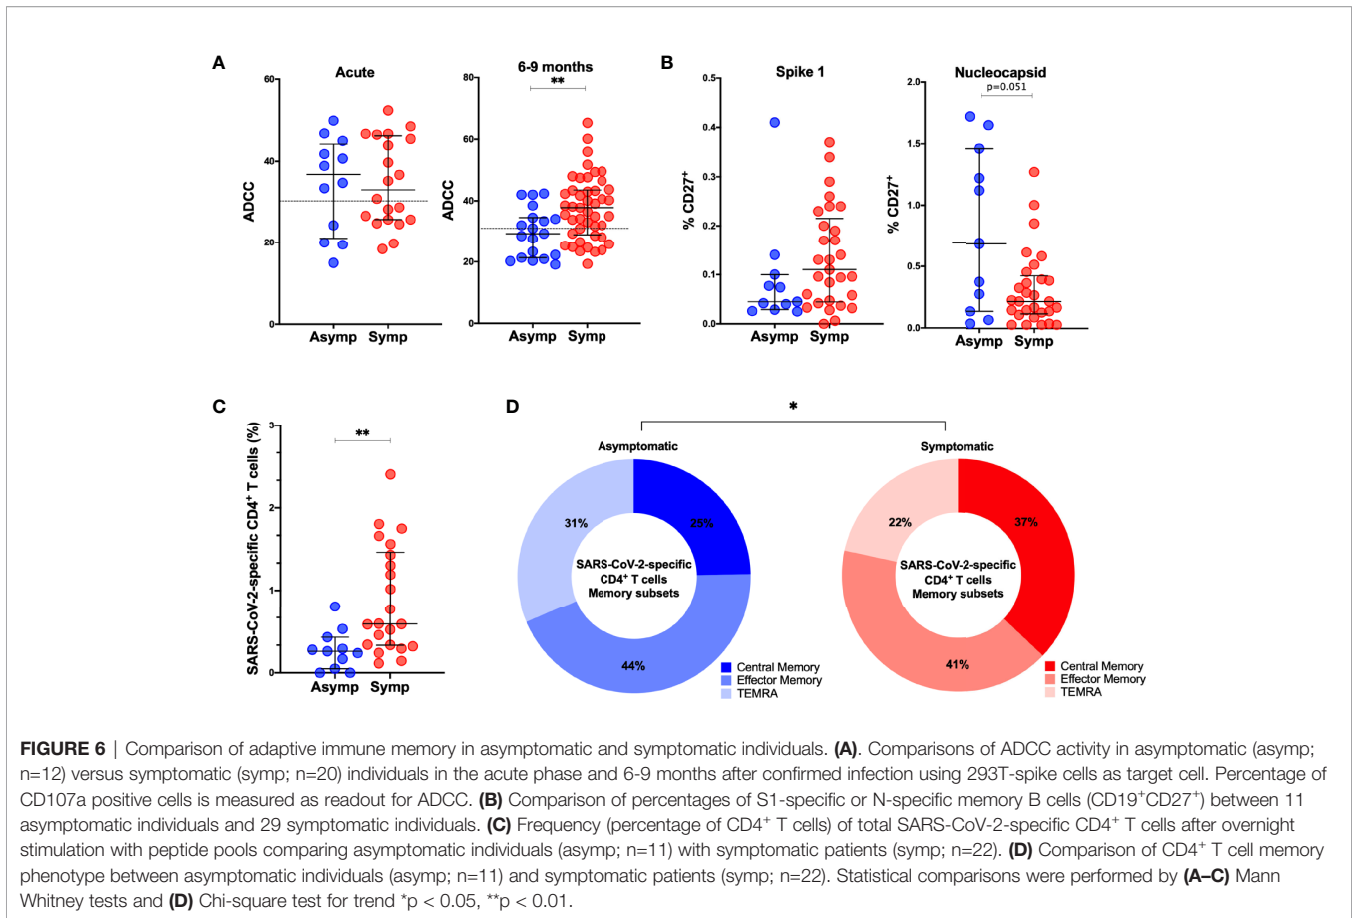 A
Acute
60
40
20
0
ADCC
Asymp Symp
6-9 months
**
80
60
40
20
0
ADCC
Asymp Symp
B
Spike 1
0.5
0.4
0.3
0.2
0.1
0.0
% CD27+
Asymp Symp
Nucleocapsid
p=0.051
2.0
1.5
1.0
0.5
0.0
% CD27+
Asymp Symp
C
**
3
2
1
0
SARS-CoV-2-specific CD4+ T cells (%)
Asymp Symp
D
*
Asymptomatic
31%
25%
44%
SARS-CoV-2-specific
CD4+ T cells
Memory subsets
Central Memory
Effector Memory
TEMRA
Symptomatic
22%
37%
41%
SARS-CoV-2-specific
CD4+ T cells
Memory subsets
Central Memory
Effector Memory
TEMRA
FIGURE 6 | Comparison of adaptive immune memory in asymptomatic and symptomatic individuals. (A). Comparisons of ADCC activity in asymptomatic (asymp;
n=12) versus symptomatic (symp; n=20) individuals in the acute phase and 6-9 months after confirmed infection using 293T-spike cells as target cell. Percentage of
CD107a positive cells is measured as readout for ADCC. (B) Comparison of percentages of S1-specific or N-specific memory B cells (CD19+CD27+) between 11
asymptomatic individuals and 29 symptomatic individuals. (C) Frequency (percentage of CD4+ T cells) of total SARS-CoV-2-specific CD4+ T cells after overnight
stimulation with peptide pools comparing asymptomatic individuals (asymp; n=11) with symptomatic patients (symp; n=22). (D) Comparison of CD4+ T cell memory
phenotype between asymptomatic individuals (asymp; n=11) and symptomatic patients (symp; n=22). Statistical comparisons were performed by (A–C) Mann
Whitney tests and (D) Chi-square test for trend *p < 0.05, **p < 0.01.